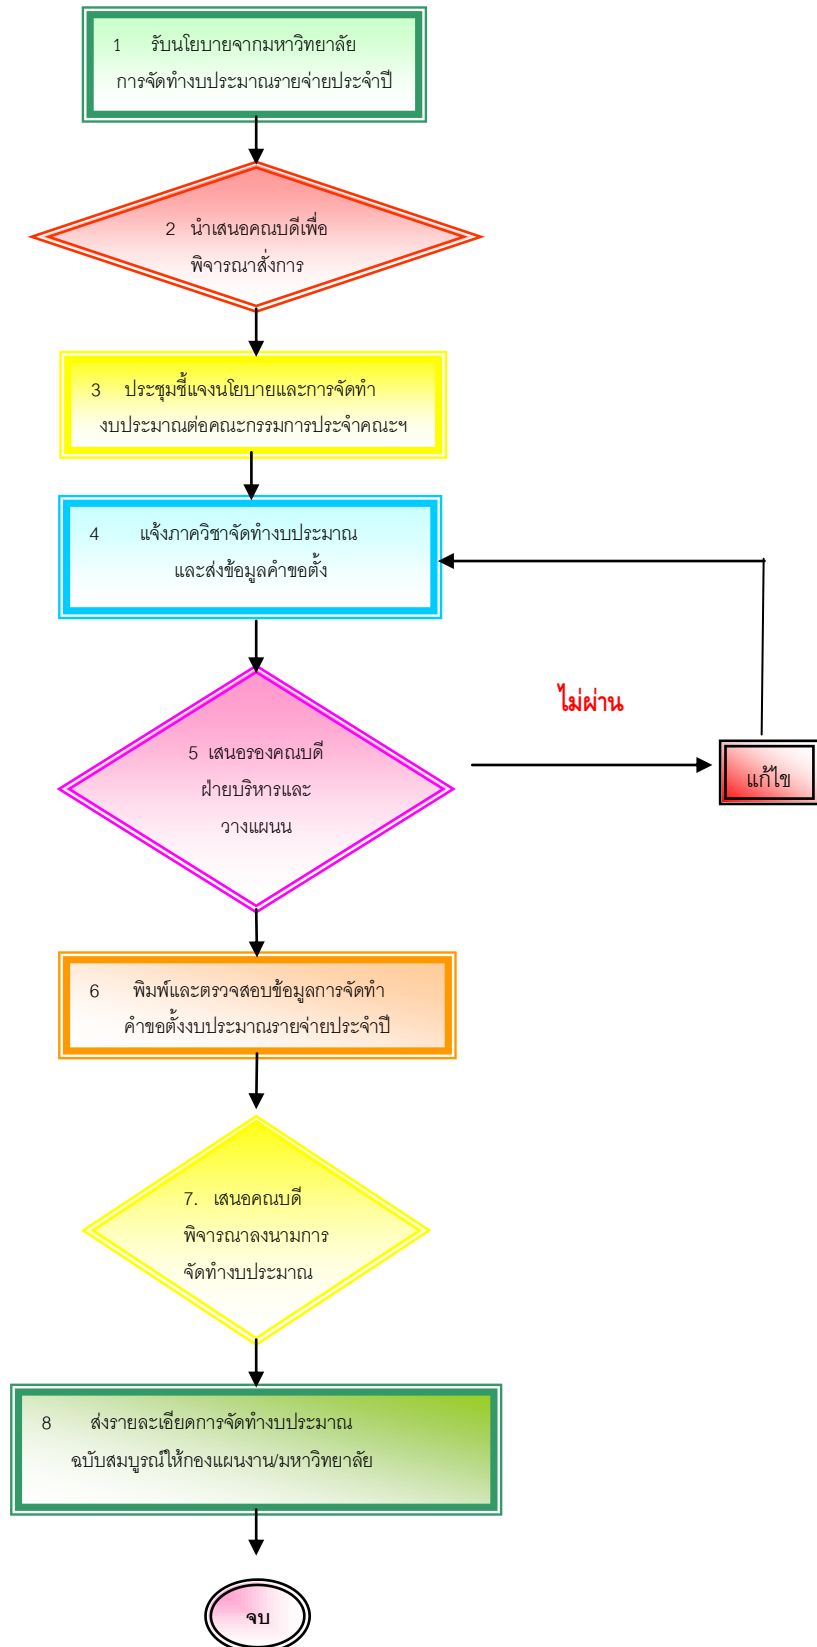 1 รับนโยบายจากมหาวิทยาลัย
การจัดทำงบประมาณรายจ่ายประจำปี
2 นำเสนอคณบดีเพื่อ
พิจารณาสั่งการ
3 ประชุมชี้แจงนโยบายและการจัดทำ
งบประมาณต่อคณะกรรมการประจำคณะฯ
4 แจ้งภาควิชาจัดทำงบประมาณ
และส่งข้อมูลคำขอตั้ง
ไม่ผ่าน
5 เสนอรองคณบดี
ฝ่ายบริหารและ
วางแผนน
แก้ไข
6 พิมพ์และตรวจสอบข้อมูลการจัดทำ
คำขอตั้งงบประมาณรายจ่ายประจำปี
7. เสนอคณบดี
พิจารณาลงนามการ
จัดทำงบประมาณ
8 ส่งรายละเอียดการจัดทำงบประมาณ
ฉบับสมบูรณ์ให้กองแผนงาน/มหาวิทยาลัย
จบ